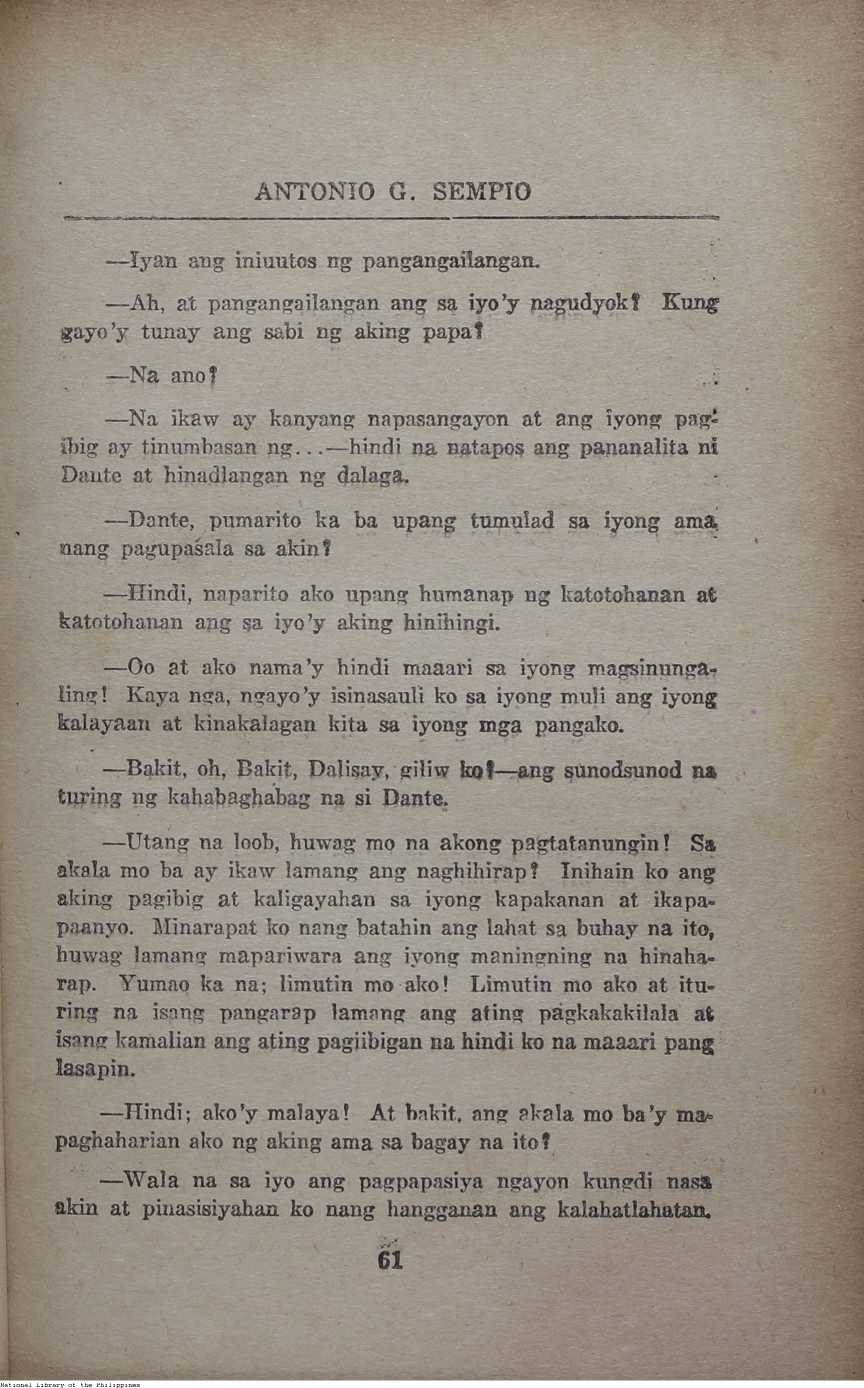 ANTONIO G. SEMPIO
—Iyan ang iniuutos ng pangangailangan.
—Ah, at pangangailangan ang sa iyo'y nagudyok? Kung
gayo'y tunay ang sabi ng aking papa?
—Na ano?
—Na ikaw ay kanyang napasangayon at ang iyong pag-
ibig ay tinumbasan ng...—hindi na natapos ang pananalita ni
Dante at hinadlangan ng dalaga.
—Dante, pumarito ka ba upang tumulad sa iyong ama
nang pagupasala sa akin?
—Hindi, naparito ako upang humanap ng katotohanan at
katotohanan ang sa iyo'y aking hinihingi.
—Oo at ako nama'y hindi maaari sa iyong magsinunga-
ling! Kaya nga, ngayo'y isinasauli ko sa iyong muli ang iyong
kalayaan at kinakalagan kita sa iyong mga pangako.
—Bakit, oh, Bakit, Dalisay, giliw ko?—ang sunodsunod na
turing ng kahabaghabag na si Dante.
—Utang na loob, huwag mo na akong pagtatanungin! Sa
akala mo ba ay ikaw lamang ang naghihirap? Inihain ko ang
aking pagibig at kaligayahan sa iyong kapakanan at ikapa-
paanyo. Minarapat ko nang batahin ang lahat sa buhay na ito,
huwag lamang mapariwara ang iyong maningning na hinaha-
rap. Yumao ka na; limutin mo ako! Limutin mo ako at itu-
ring na isang pangarap lamang ang ating pagkakakilala at
isang kamalian ang ating pagiibigan na hindi ko na maaari pang
lasapin.
—Hindi; ako'y malaya! At bakit, ang akala mo ba'y ma-
paghaharian ako ng aking ama sa bagay na ito?
—Wala na sa iyo ang pagpapasiya ngayon kungdi nasa
akin at pinasisiyahan ko nang hangganan ang kalahatlahatan.
61
National Library of the Philippines